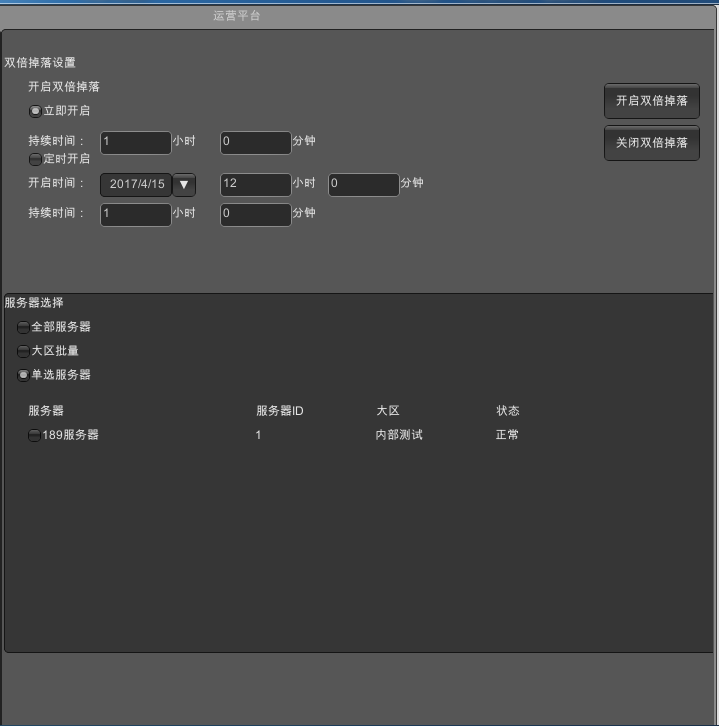 运营平台
双倍掉落设置
开启双倍掉落
立即开启
开启双倍掉落
持续时间： 1 小时 0 分钟
关闭双倍掉落
定时开启
开启时间： 2017/4/15 ▼ 12 小时 0 分钟
持续时间： 1 小时 0 分钟
服务器选择
全部服务器
大区批量
单选服务器
服务器 服务器ID 大区 状态
189服务器 1 内部测试 正常